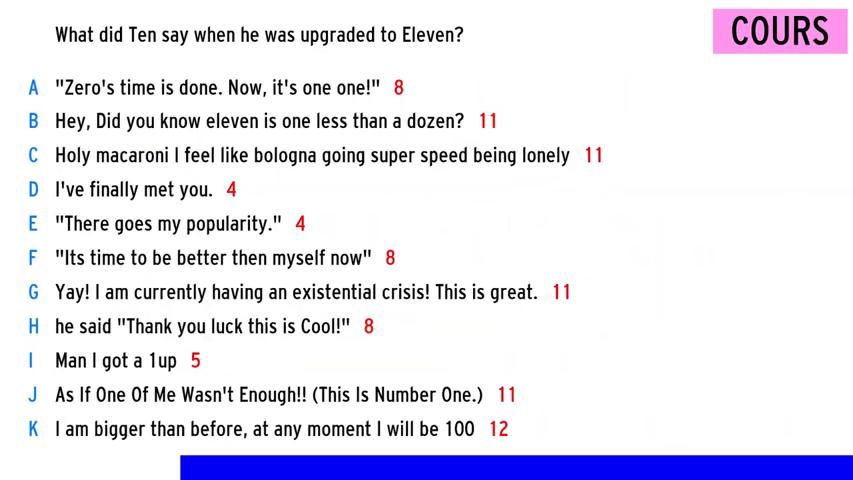 What did Ten say when he was upgraded to Eleven?
COURS
A "Zero's time is done. Now, it's one one!" 8
B Hey, Did you know eleven is one less than a dozen? 11
C Holy macaroni I feel like bologna going super speed being lonely 11
D I've finally met you. 4
E "There goes my popularity." 4
F "Its time to be better then myself now" 8
G Yay! I am currently having an existential crisis! This is great. 11
H he said "Thank you luck this is Cool!" 8
I Man I got a 1up 5
J As If One Of Me Wasn't Enough!! (This Is Number One.) 11
K I am bigger than before, at any moment I will be 100 12